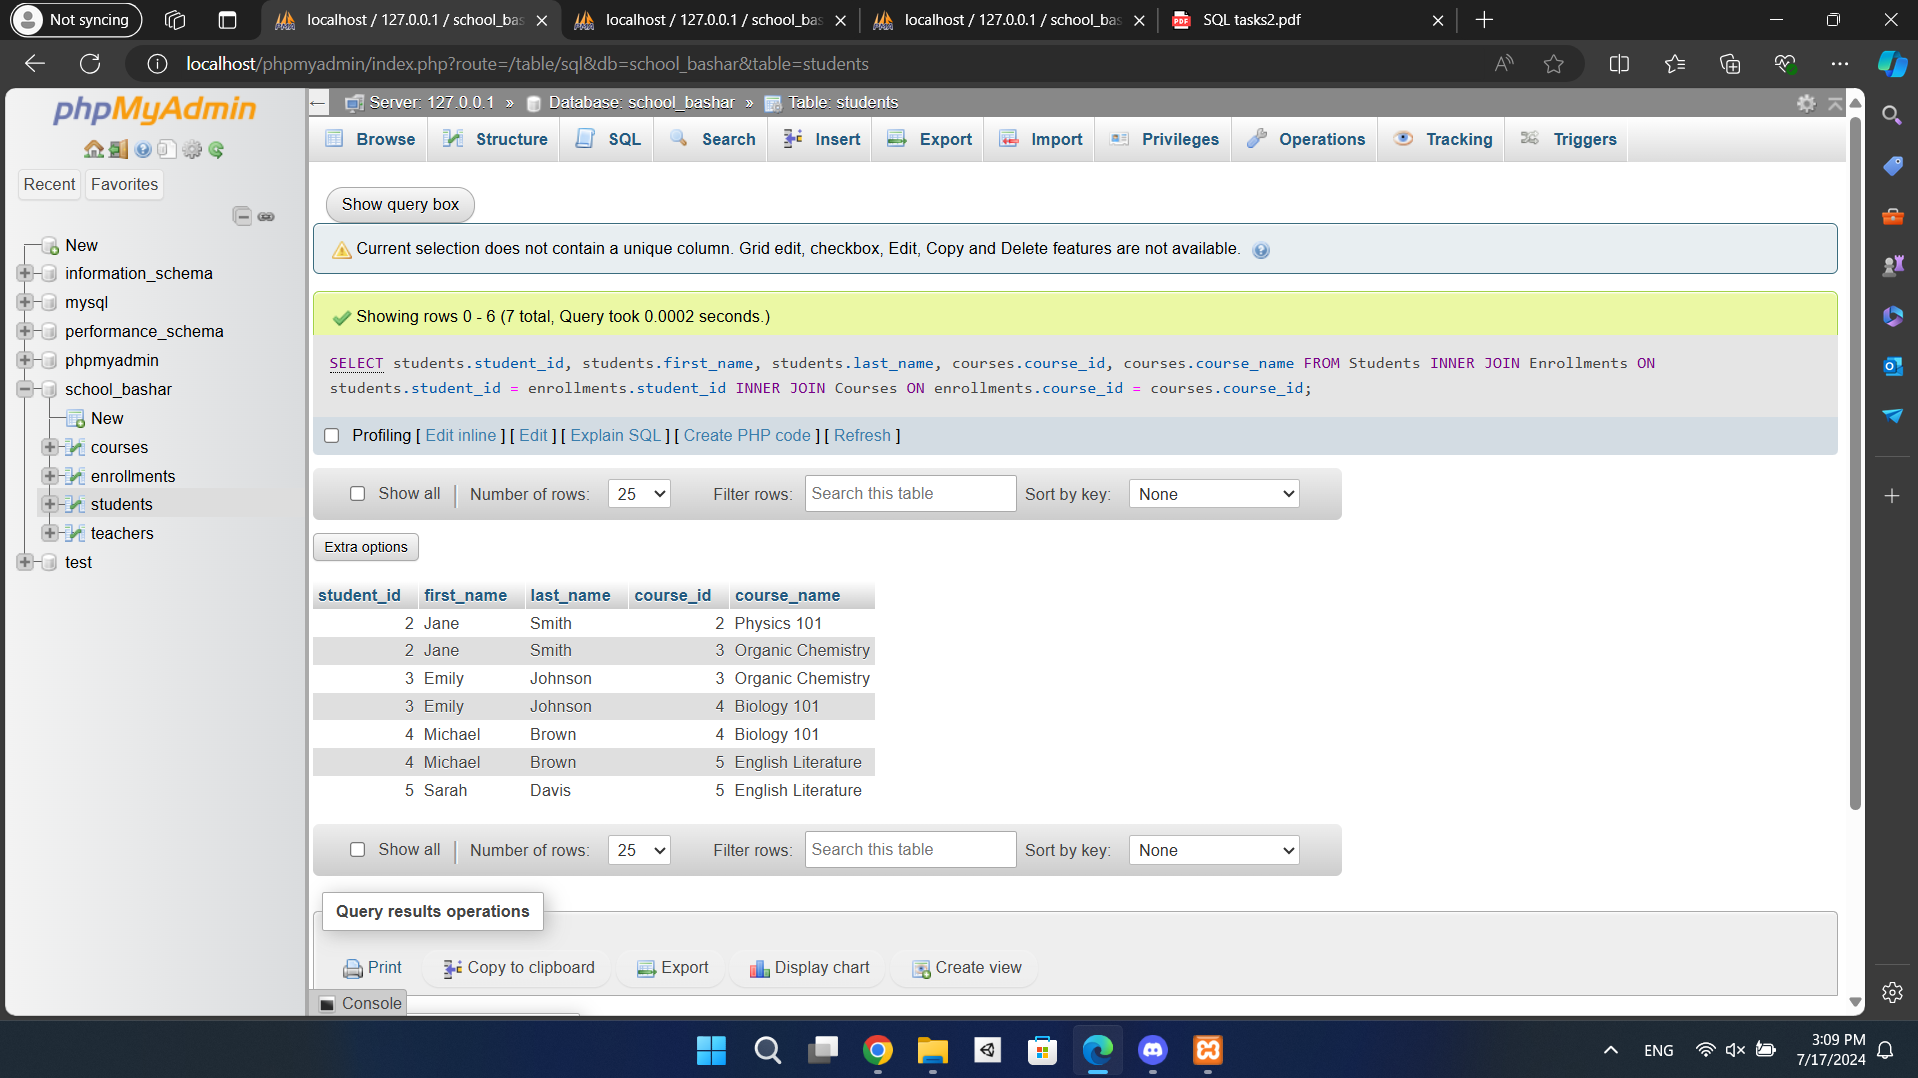 Not syncing
localhost / 127.0.0.1 / school_bas
localhost / 127.0.0.1 / school_bas
localhost / 127.0.0.1 / school_bas
PDF SQL tasks2.pdf
localhost/phpmyadmin/index.php?route=/table/sql&db=school_bashar&table=students
phpMyAdmin
Recent Favorites
New
information_schema
mysql
performance_schema
phpmyadmin
school_bashar
New
courses
enrollments
students
teachers
test
Server: 127.0.0.1 » Database: school_bashar » Table: students
Browse Structure SQL Search Insert Export Import Privileges Operations Tracking Triggers
Show query box
Current selection does not contain a unique column. Grid edit, checkbox, Edit, Copy and Delete features are not available.
Showing rows 0 - 6 (7 total, Query took 0.0002 seconds.)
SELECT students.student_id, students.first_name, students.last_name, courses.course_id, courses.course_name FROM Students INNER JOIN Enrollments ON
students.student_id = enrollments.student_id INNER JOIN Courses ON enrollments.course_id = courses.course_id;
Profiling [ Edit inline ] [ Edit ] [ Explain SQL ] [ Create PHP code ] [ Refresh ]
Show all Number of rows: 25 Filter rows: Search this table Sort by key: None
Extra options
student_id first_name last_name course_id course_name
2 Jane Smith 2 Physics 101
2 Jane Smith 3 Organic Chemistry
3 Emily Johnson 3 Organic Chemistry
3 Emily Johnson 4 Biology 101
4 Michael Brown 4 Biology 101
4 Michael Brown 5 English Literature
5 Sarah Davis 5 English Literature
Show all Number of rows: 25 Filter rows: Search this table Sort by key: None
Query results operations
Print Copy to clipboard Export Display chart Create view
Console
ENG
3:09 PM
7/17/2024